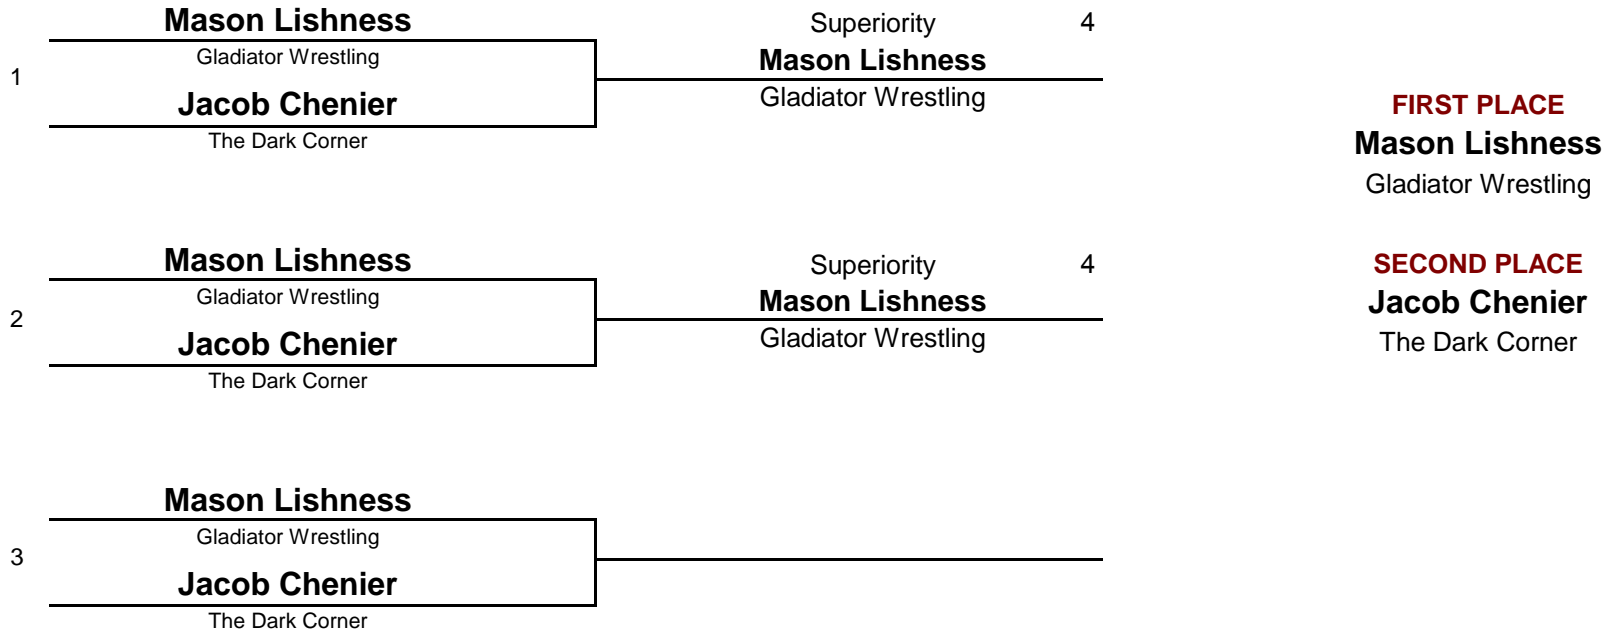 Mason Lishness
Gladiator Wrestling
1
Jacob Chenier
The Dark Corner
Superiority 4
Mason Lishness
Gladiator Wrestling
FIRST PLACE
Mason Lishness
Gladiator Wrestling
Mason Lishness
Gladiator Wrestling
2
Jacob Chenier
The Dark Corner
Superiority 4
Mason Lishness
Gladiator Wrestling
SECOND PLACE
Jacob Chenier
The Dark Corner
Mason Lishness
Gladiator Wrestling
3
Jacob Chenier
The Dark Corner